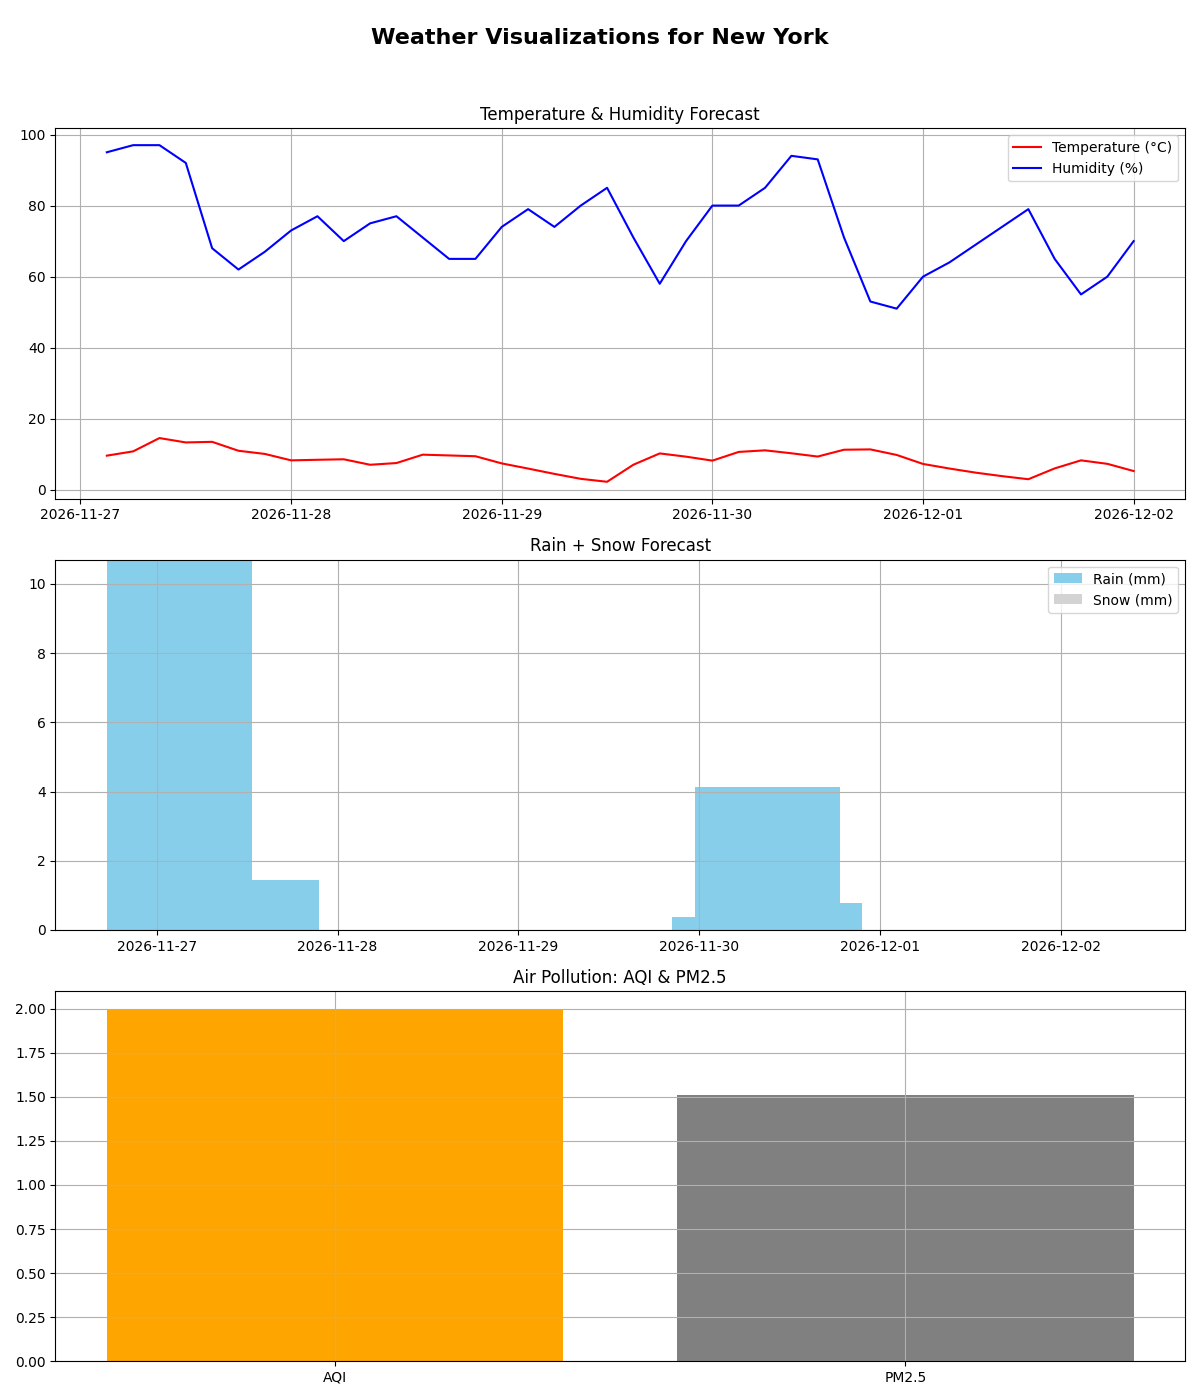 Weather Visualizations for New York
Temperature & Humidity Forecast
100
80
60
40
20
0
Temperature (°C)
Humidity (%)
2026-11-27 2026-11-28 2026-11-29 2026-11-30 2026-12-01 2026-12-02
Rain + Snow Forecast
10
8
6
4
2
0
Rain (mm)
Snow (mm)
2026-11-27 2026-11-28 2026-11-29 2026-11-30 2026-12-01 2026-12-02
Air Pollution: AQI & PM2.5
2.00
1.75
1.50
1.25
1.00
0.75
0.50
0.25
0.00
AQI PM2.5